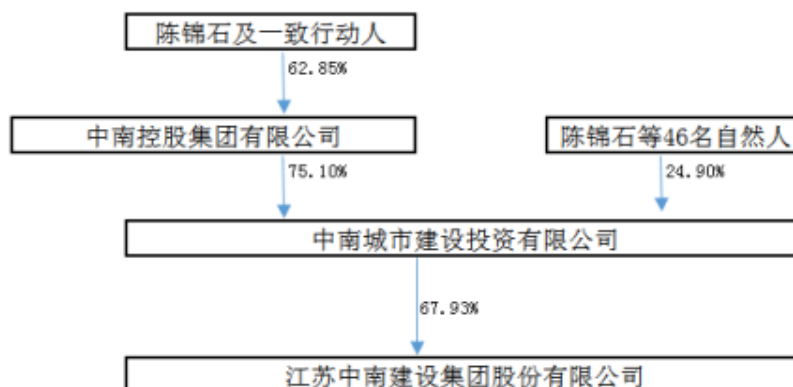 陈锦石及一致行动人
62.85%
中南控股集团有限公司
陈锦石等46名自然人
75.10%
24.90%
中南城市建设投资有限公司
67.93%
江苏中南建设集团股份有限公司